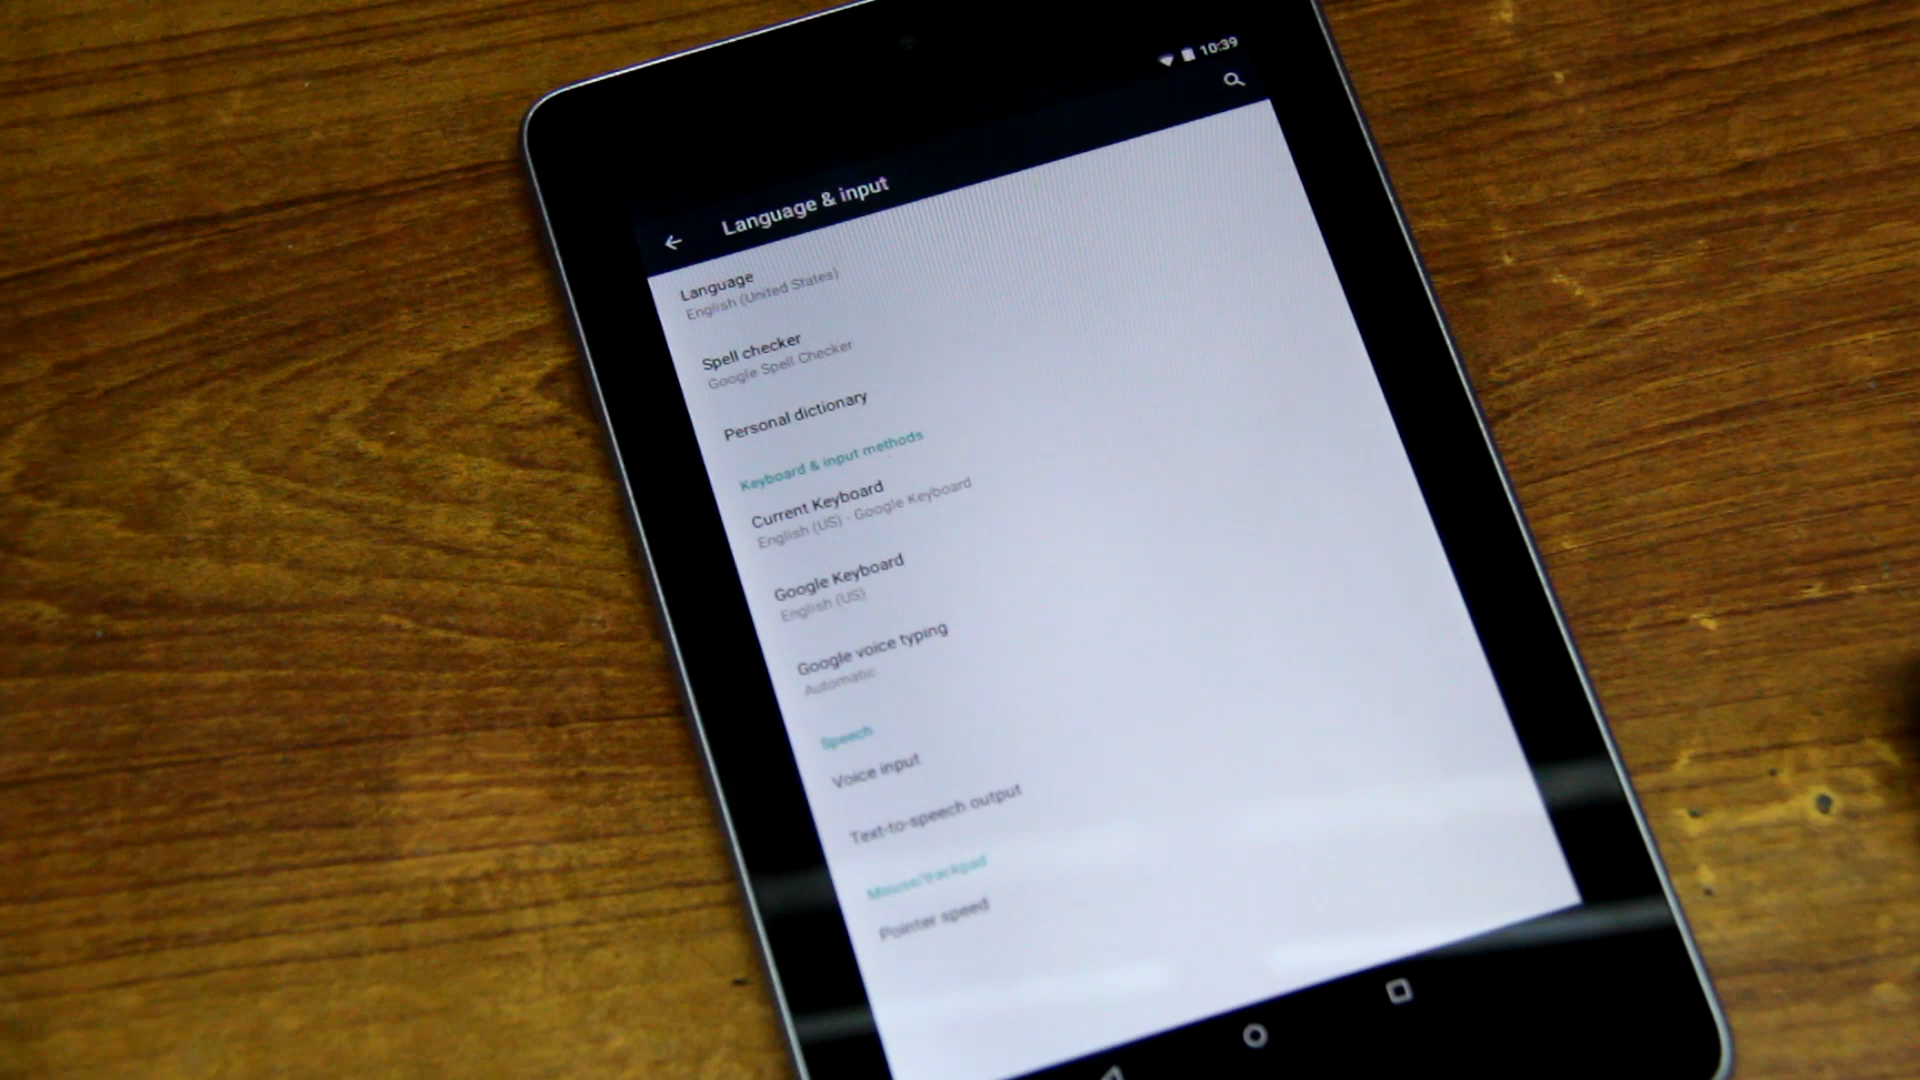 10:39
Language & input
Language
English (United States)
Spell checker
Google Spell Checker
Personal dictionary
Keyboard & input methods
Current Keyboard
English (US) - Google Keyboard
Google Keyboard
English (US)
Google voice typing
Automatic
Speech
Voice input
Text-to-speech output
Mouse/trackpad
Pointer speed